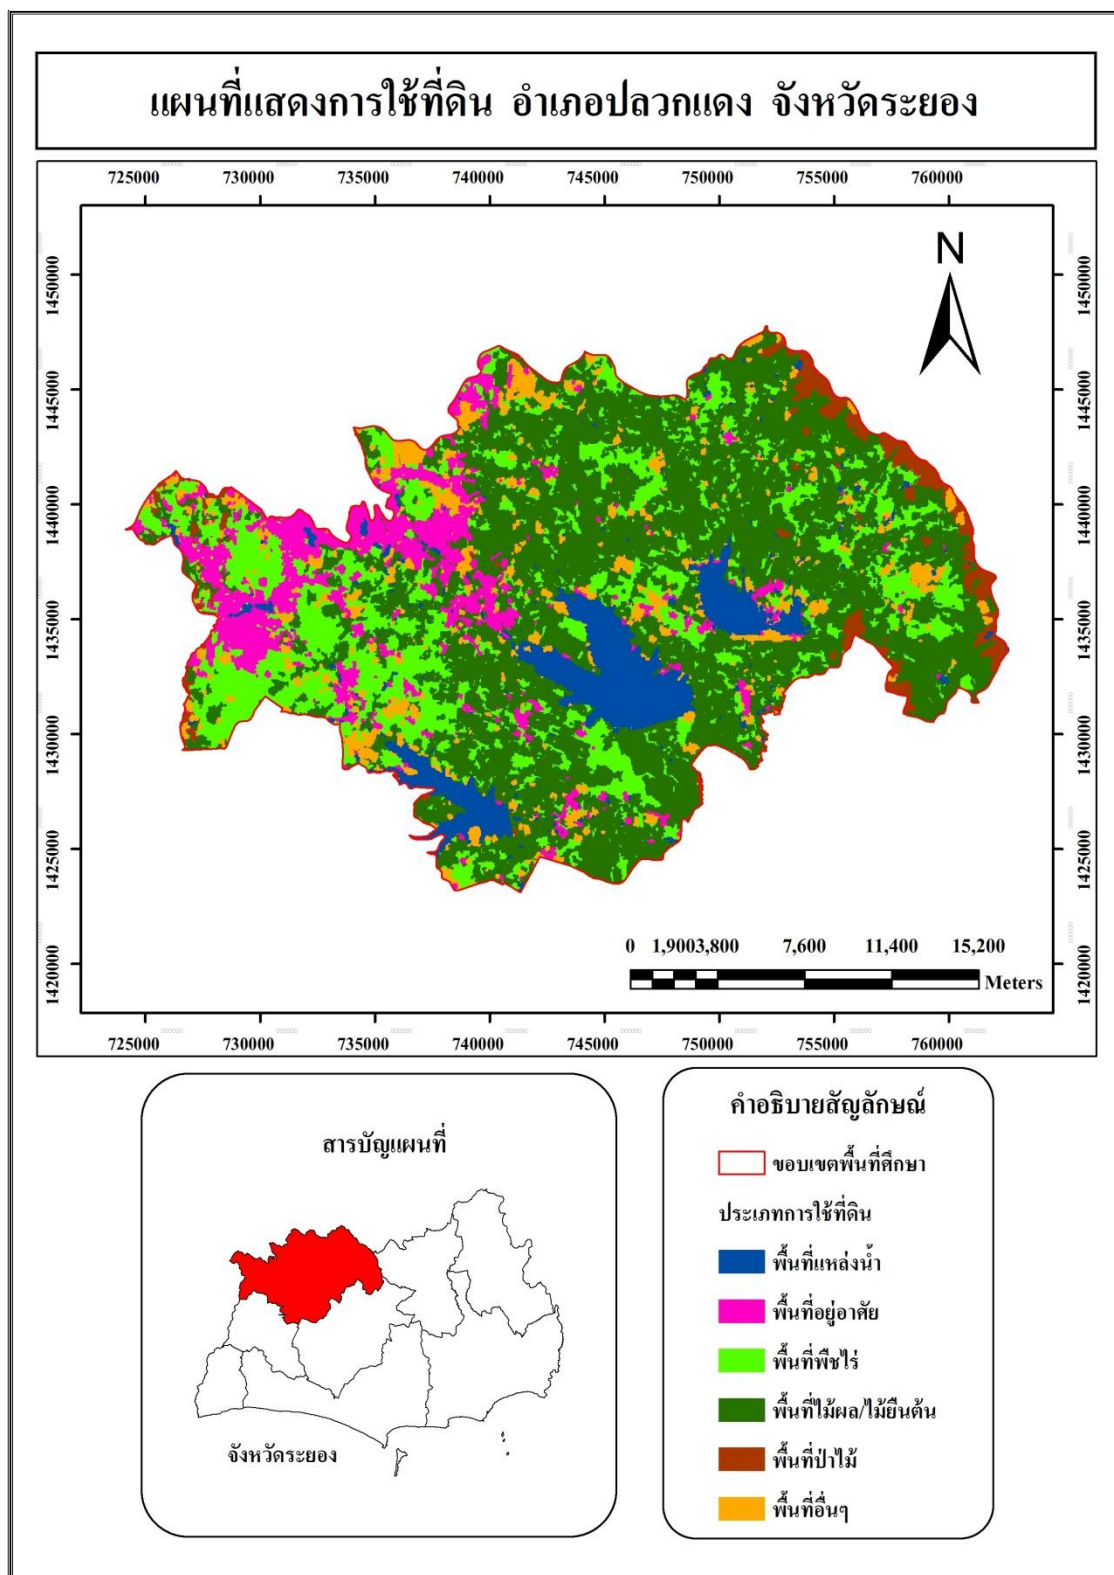 แผนที่แสดงการใช้ที่ดิน อำเภอปลวกแดง จังหวัดระยอง
725000 730000 735000 740000 745000 750000 755000 760000
N
1450000 1450000
1445000 1445000
1440000 1440000
1435000 1435000
1430000 1430000
1425000 1425000
1420000 1420000
0 1,900 3,800 7,600 11,400 15,200
Meters
725000 730000 735000 740000 745000 750000 755000 760000
สารบัญแผนที่
จังหวัดระยอง
คำอธิบายสัญลักษณ์
ขอบเขตพื้นที่ศึกษา
ประเภทการใช้ที่ดิน
พื้นที่แหล่งน้ำ
พื้นที่อยู่อาศัย
พื้นที่พืชไร่
พื้นที่ไม้ผล/ไม้ยืนต้น
พื้นที่ป่าไม้
พื้นที่อื่นๆ